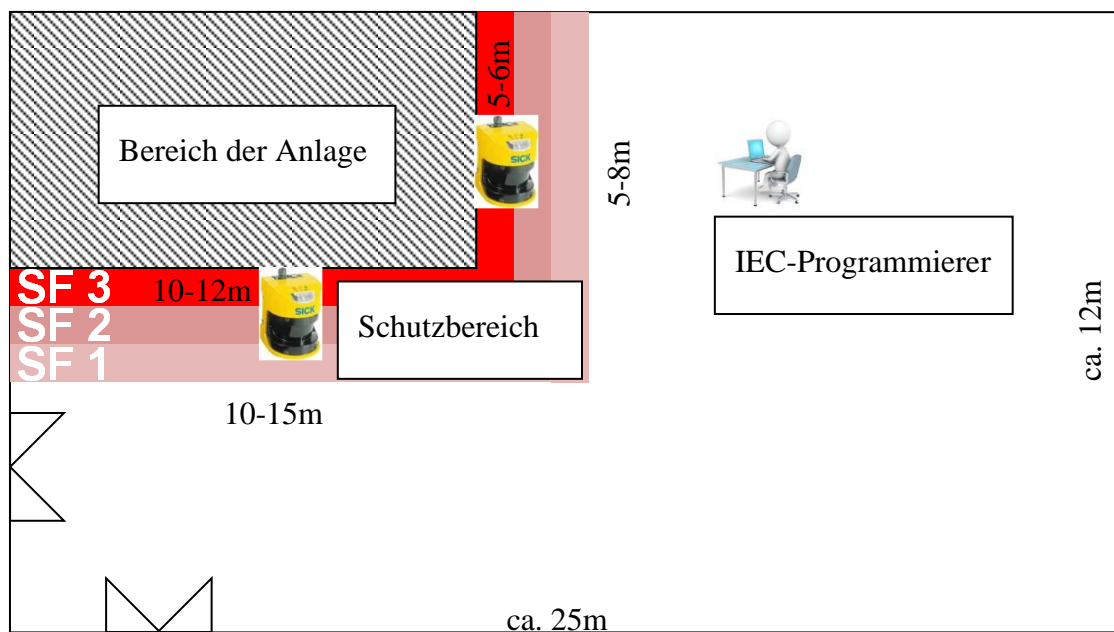 5-6m
Bereich der Anlage
SICK
5-8m
IEC-Programmierer
SF 3
10-12m
SICK
SF 2
Schutzbereich
SF 1
ca. 12m
10-15m
ca. 25m